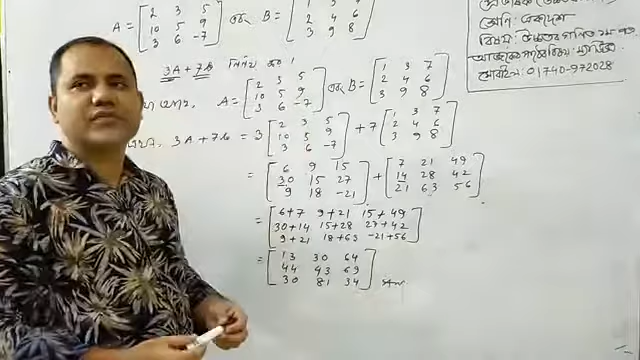 A = [2 3 5
10 5 9
3 6 -7] এবং B = [1 3 7
2 4 6
3 9 8]
3A + 7B নির্ণয় কর।
A = [2 3 5
10 5 9
3 6 -7] এবং B = [1 3 7
2 4 6
3 9 8]
3A + 7B = 3 [2 3 5
10 5 9
3 6 -7] + 7 [1 3 7
2 4 6
3 9 8]
= [6 9 15
30 15 27
9 18 -21] + [7 21 49
14 28 42
21 63 56]
= [6+7 9+21 15+49
30+14 15+28 27+42
9+21 18+63 -21+56]
= [13 30 64
44 43 69
30 81 34]
শ্রেণি: একাদশ
বিষয়: উচ্চতর গণিত ১ম পত্র
মোবাইল: 01740-972028